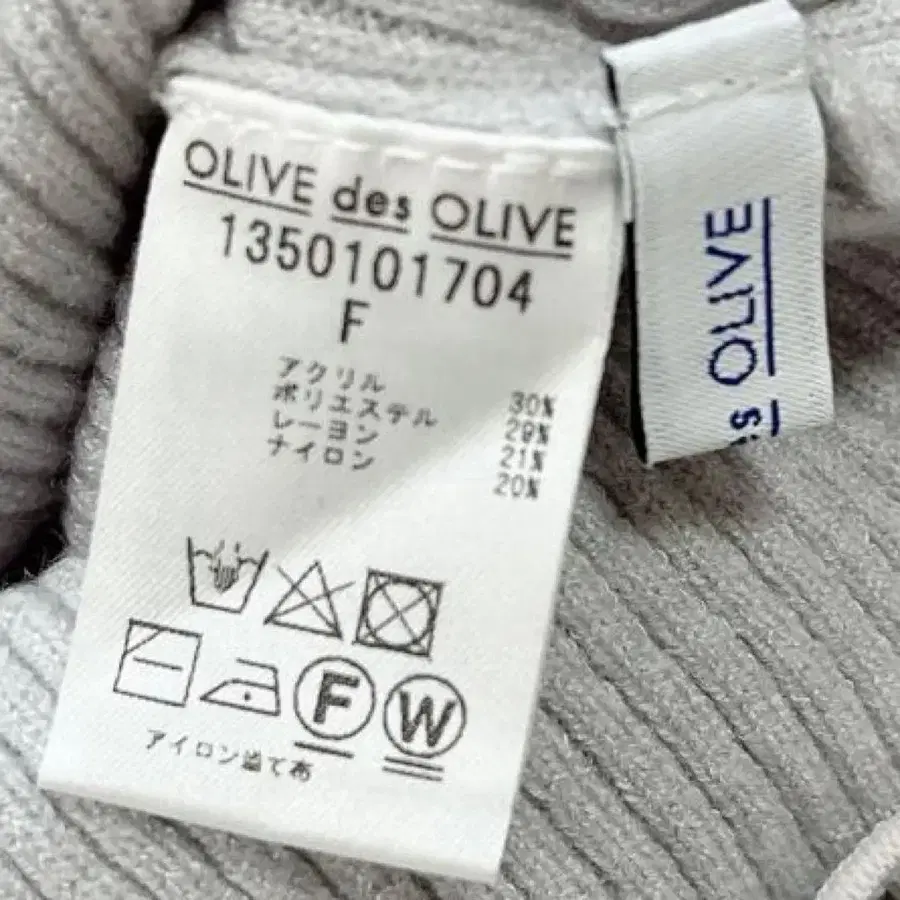 OLIVE des OLIVE
1350101704
F
アクリル 30%
ポリエステル 29%
レーヨン 21%
ナイロン 20%
F W
アイロン当て布
OLIVE